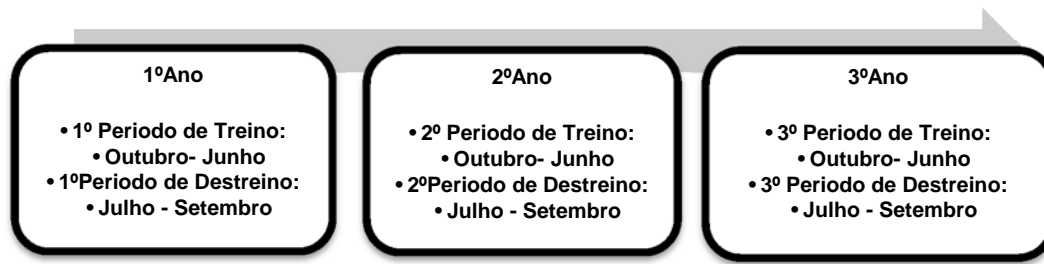 1ºAno
• 1º Periodo de Treino:
• Outubro- Junho
• 1ºPeriodo de Destreino:
• Julho - Setembro
2ºAno
• 2º Periodo de Treino:
• Outubro- Junho
• 2ºPeriodo de Destreino:
• Julho - Setembro
3ºAno
• 3º Periodo de Treino:
• Outubro- Junho
• 3º Periodo de Destreino:
• Julho - Setembro